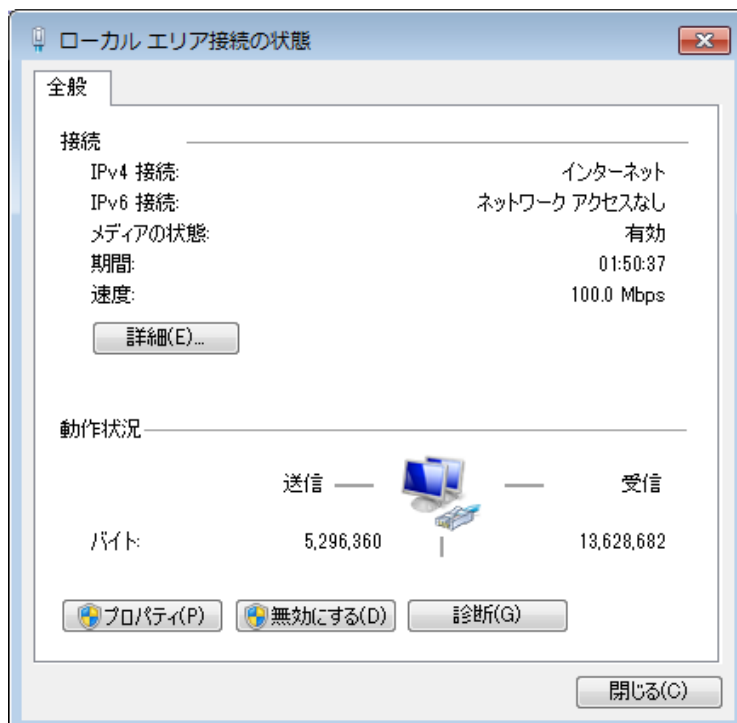 ローカル エリア接続の状態
全般
接続
IPv4 接続: インターネット
IPv6 接続: ネットワーク アクセスなし
メディアの状態: 有効
期間: 01:50:37
速度: 100.0 Mbps
詳細(E)...
動作状況
送信 受信
バイト: 5,296,360 13,628,682
プロパティ(P) 無効にする(D) 診断(G)
閉じる(C)